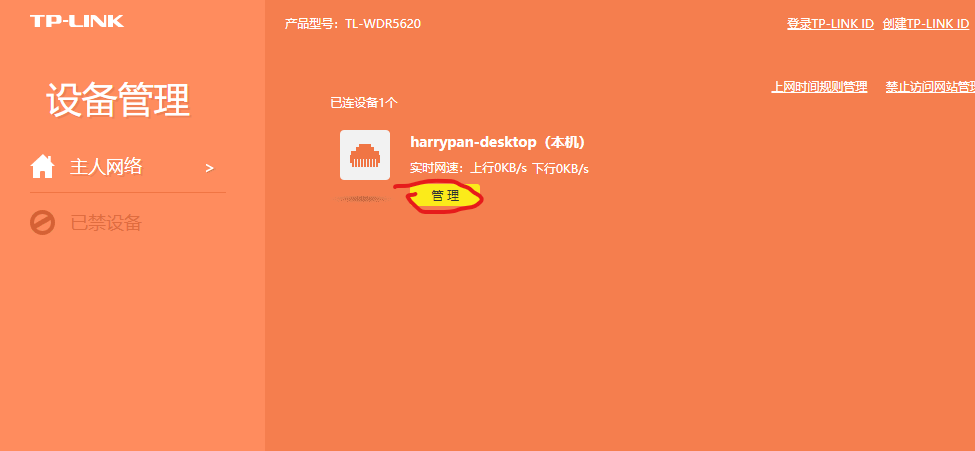 TP-LINK
产品型号：TL-WDR5620
登录TP-LINK ID 创建TP-LINK ID
设备管理
上网时间规则管理 禁止访问网站管理
已连设备1个
harrypan-desktop（本机）
主人网络 >
实时网速：上行0KB/s 下行0KB/s
管 理
已禁设备